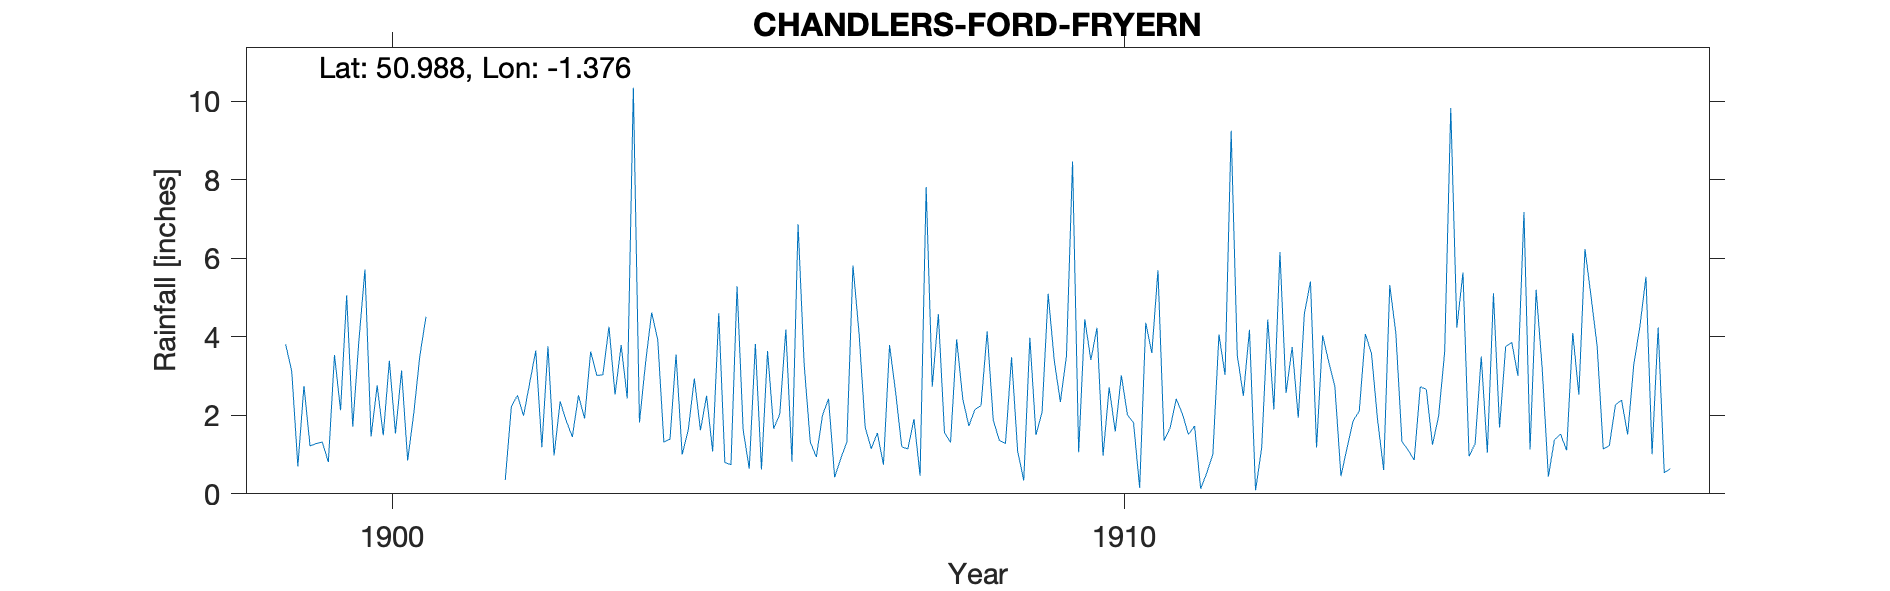 CHANDLERS-FORD-FRYERN
Lat: 50.988, Lon: -1.376
10
8
6
4
2
0
Rainfall [inches]
1900
1910
Year